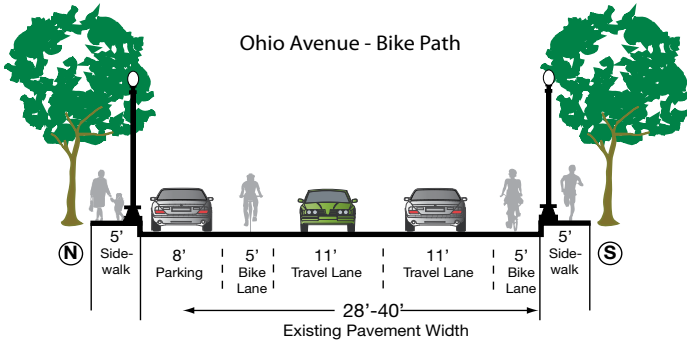 Ohio Avenue - Bike Path
N
5’
Side-
walk
8’
Parking
5’
Bike
Lane
11’
Travel Lane
11’
Travel Lane
5’
Bike
Lane
5’
Side-
walk
S
28’-40’
Existing Pavement Width